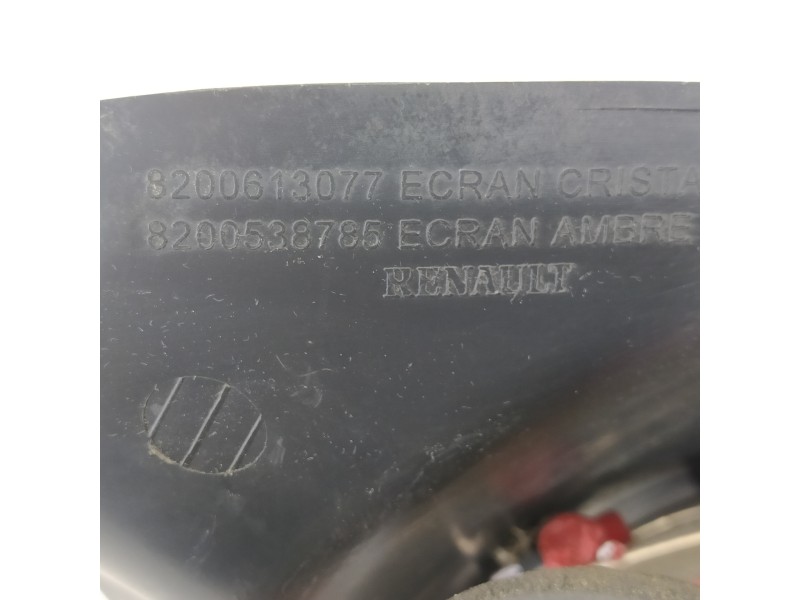 8200613077 ECRAN CRISTA
8200538785 ECRAN AMBRE
RENAULT